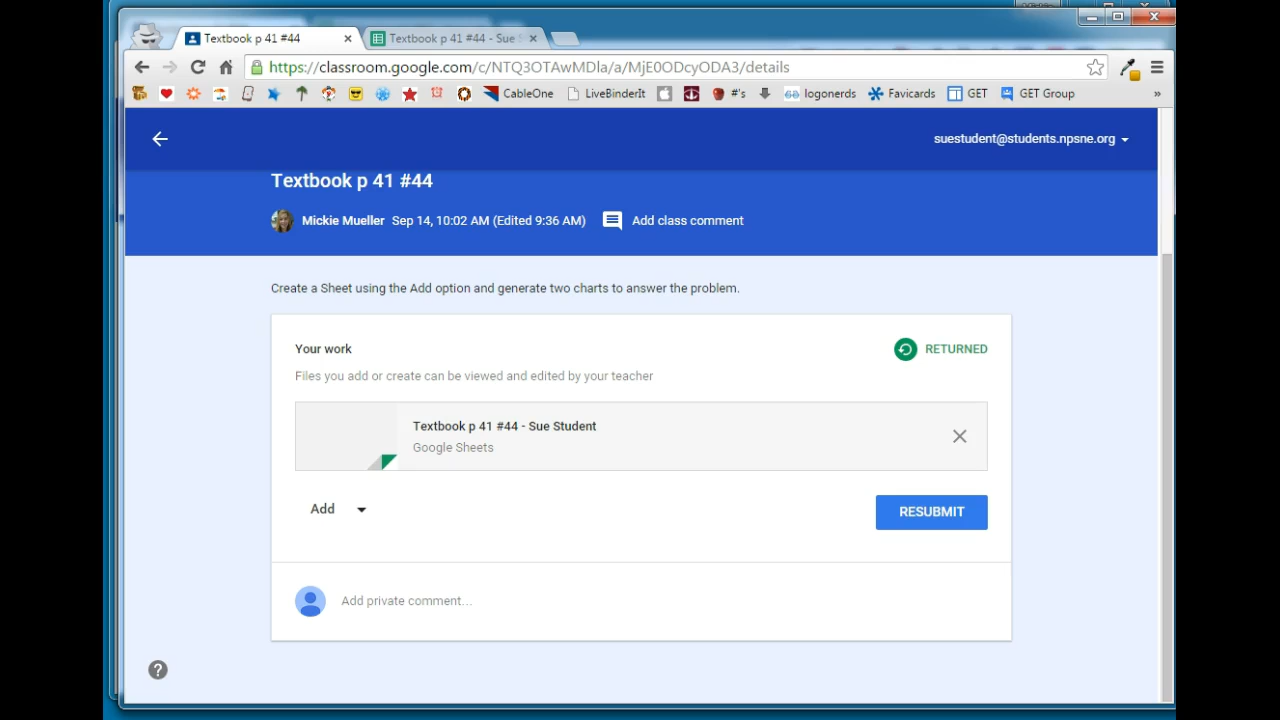 Textbook p 41 #44
Textbook p 41 #44 - Sue S
https://classroom.google.com/c/NTQ3OTAwMDla/a/MjE0ODcyODA3/details
CableOne LiveBinderIt #'s logonerds Favicards GET GET Group »
suestudent@students.npsne.org
Textbook p 41 #44
Mickie Mueller Sep 14, 10:02 AM (Edited 9:36 AM) Add class comment
Create a Sheet using the Add option and generate two charts to answer the problem.
Your work RETURNED
Files you add or create can be viewed and edited by your teacher
Textbook p 41 #44 - Sue Student
Google Sheets
Add RESUBMIT
Add private comment...
?